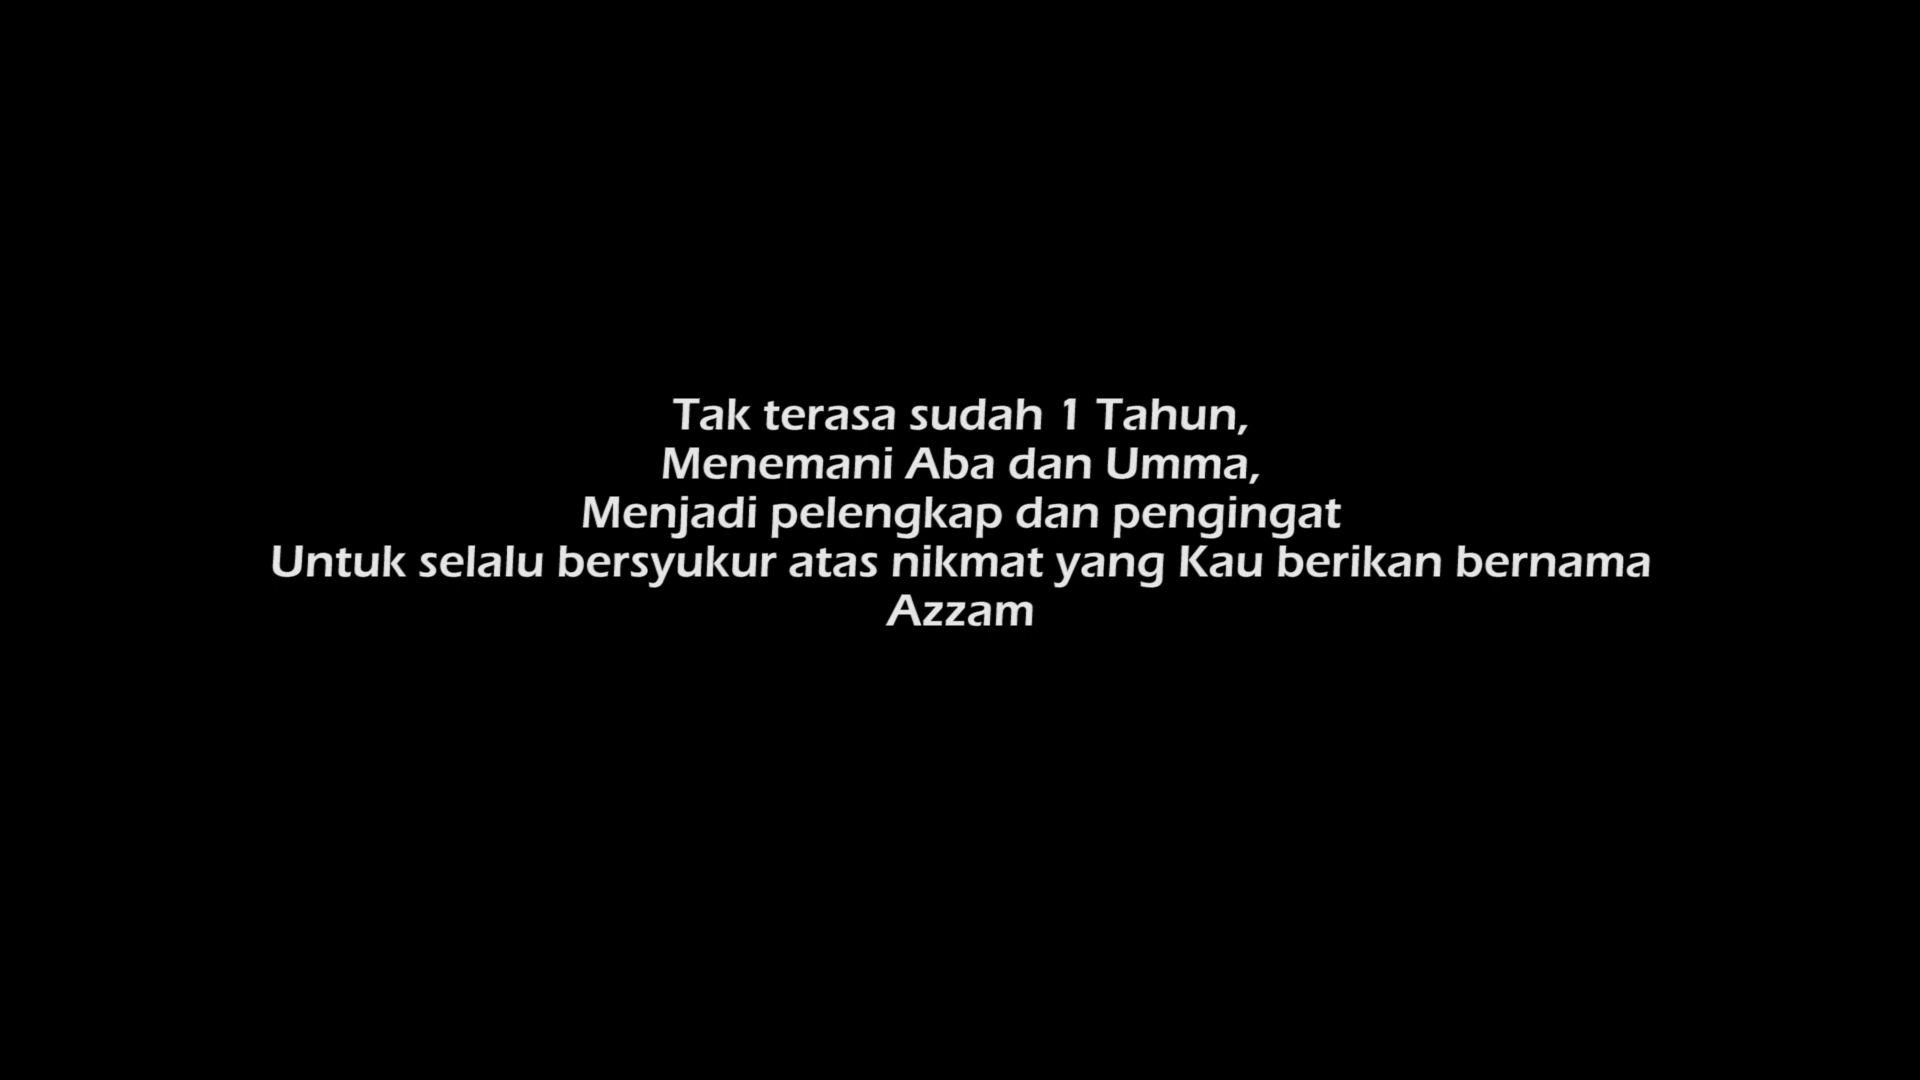 Tak terasa sudah 1 Tahun,
Menemani Aba dan Umma,
Menjadi pelengkap dan pengingat
Untuk selalu bersyukur atas nikmat yang Kau berikan bernama
Azzam